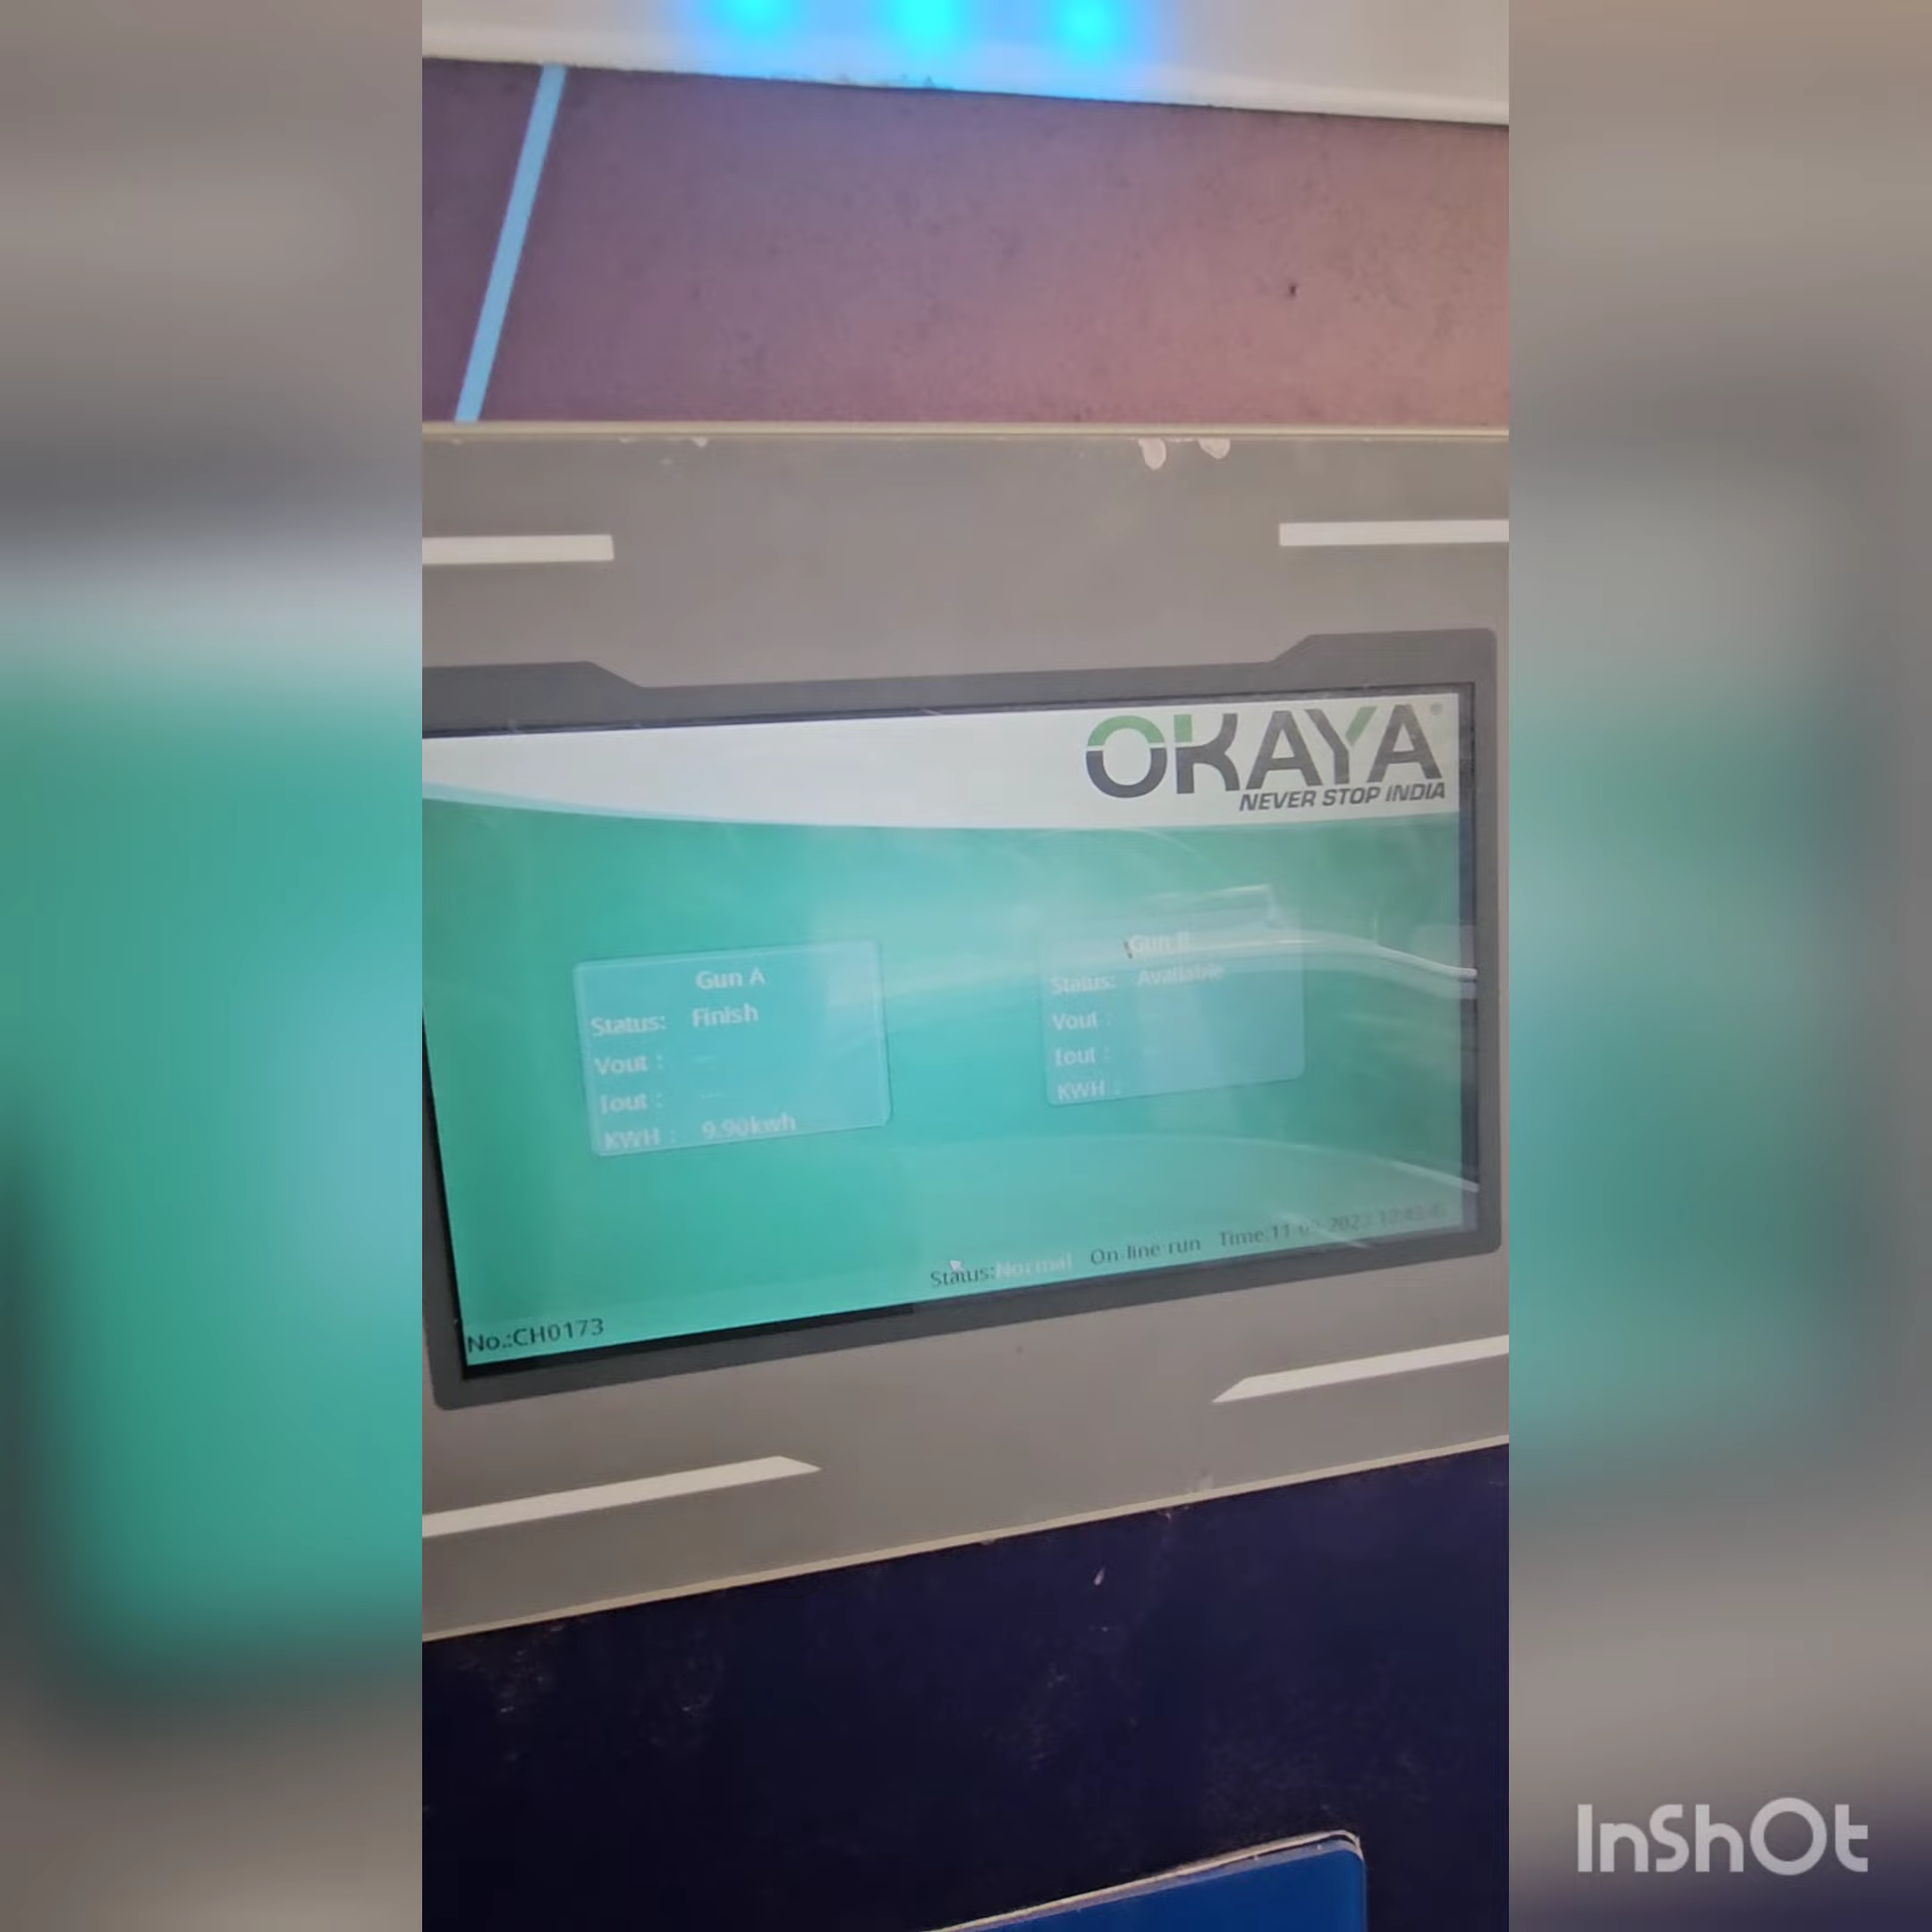 OKAYA
NEVER STOP INDIA
Gun A
Status: Finish
Vout : ---
Iout : ---
KWH : 9.90kwh
Gun B
Status: Available
Vout :
Iout :
KWH :
Status:Normal On line run Time:
No.:CH0173
InShOt